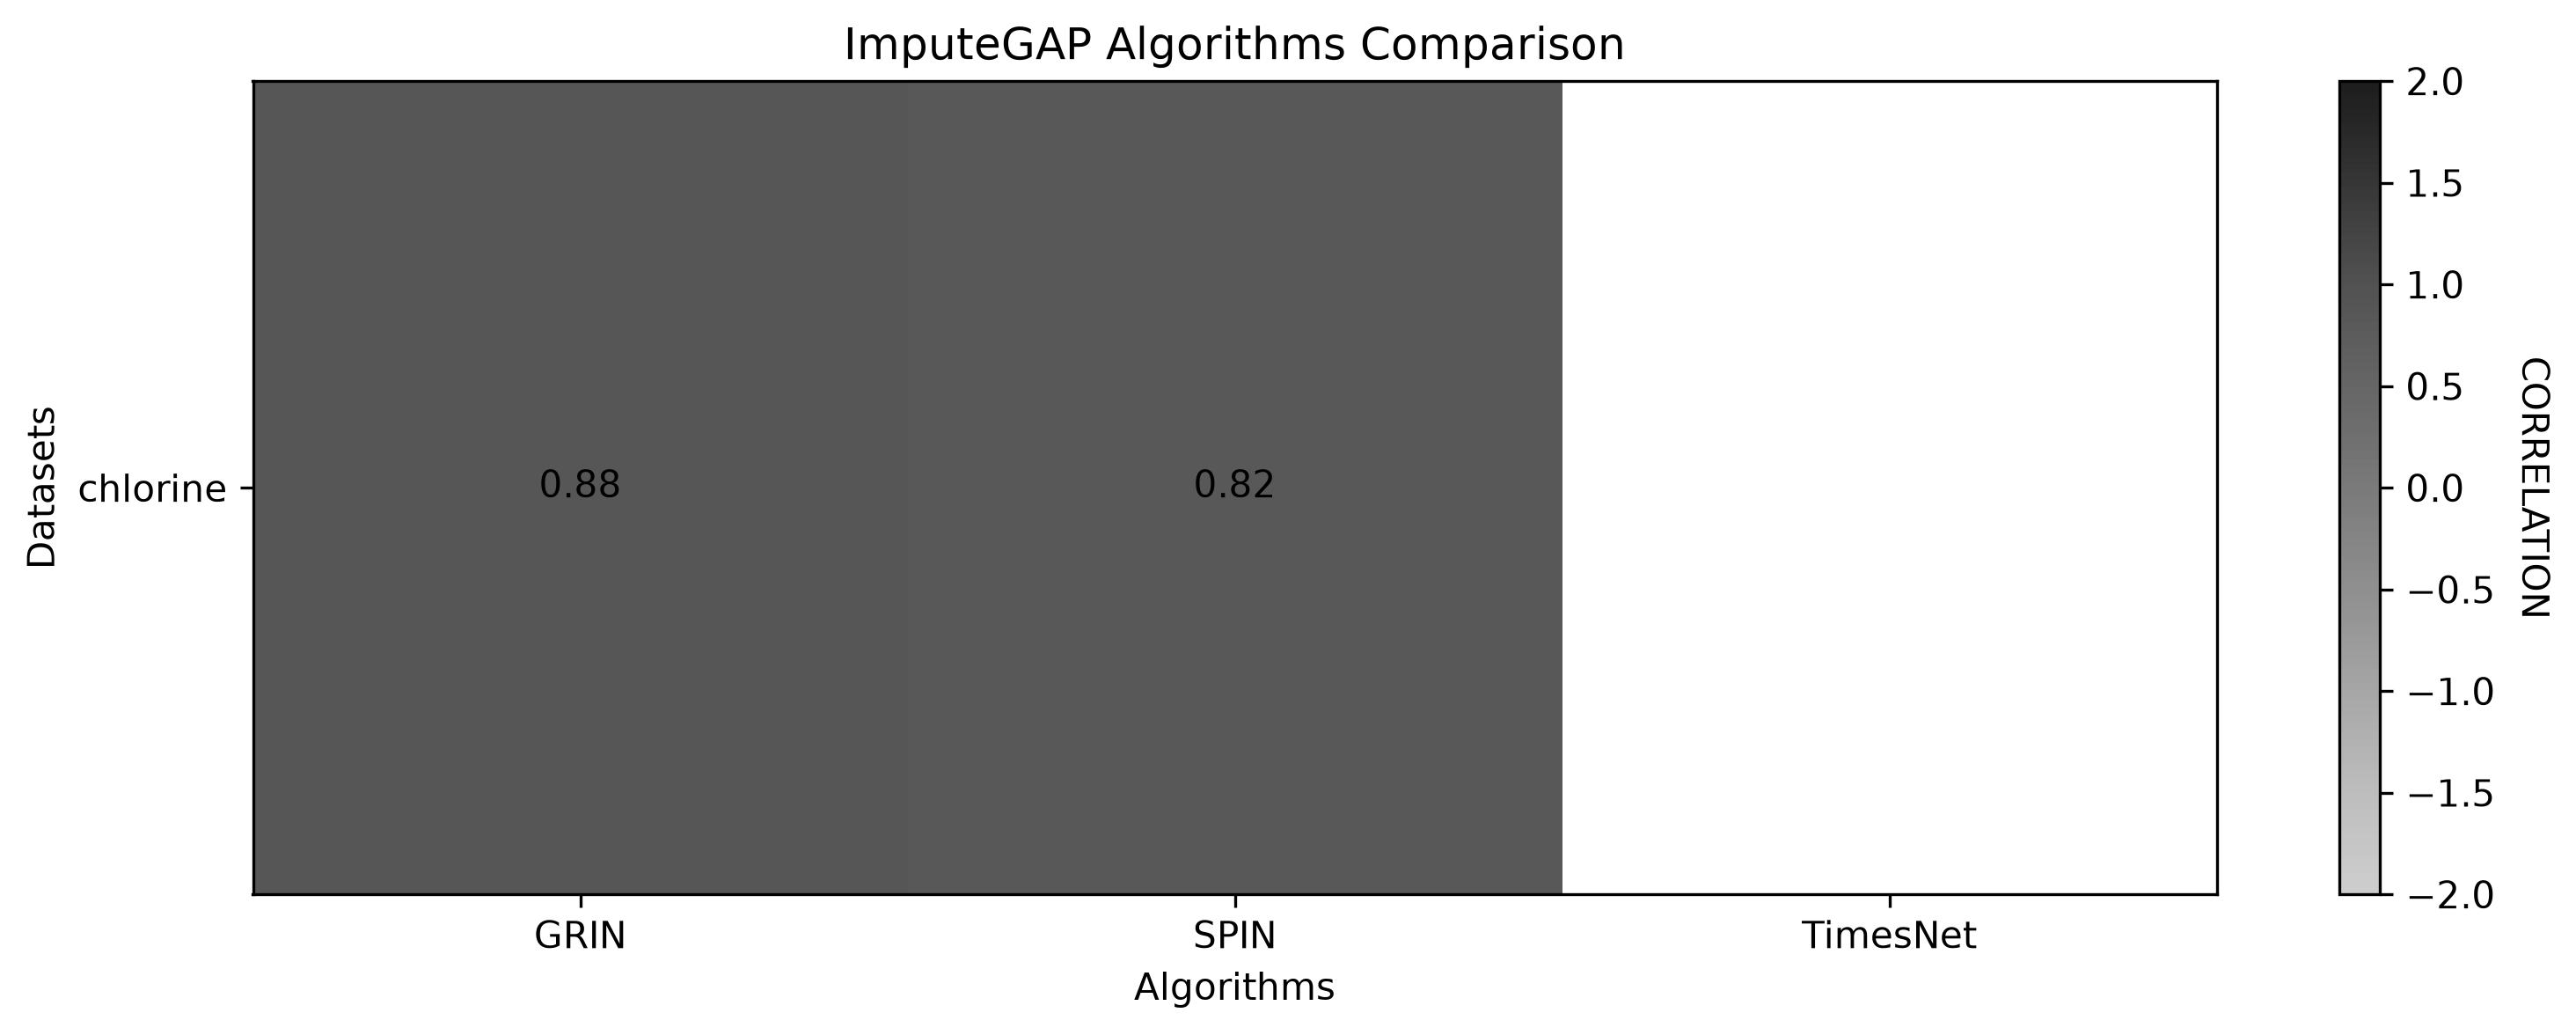 ImputeGAP Algorithms Comparison
Datasets
chlorine
0.88
0.82
GRIN
SPIN
TimesNet
Algorithms
2.0
1.5
1.0
0.5
0.0
−0.5
−1.0
−1.5
−2.0
CORRELATION